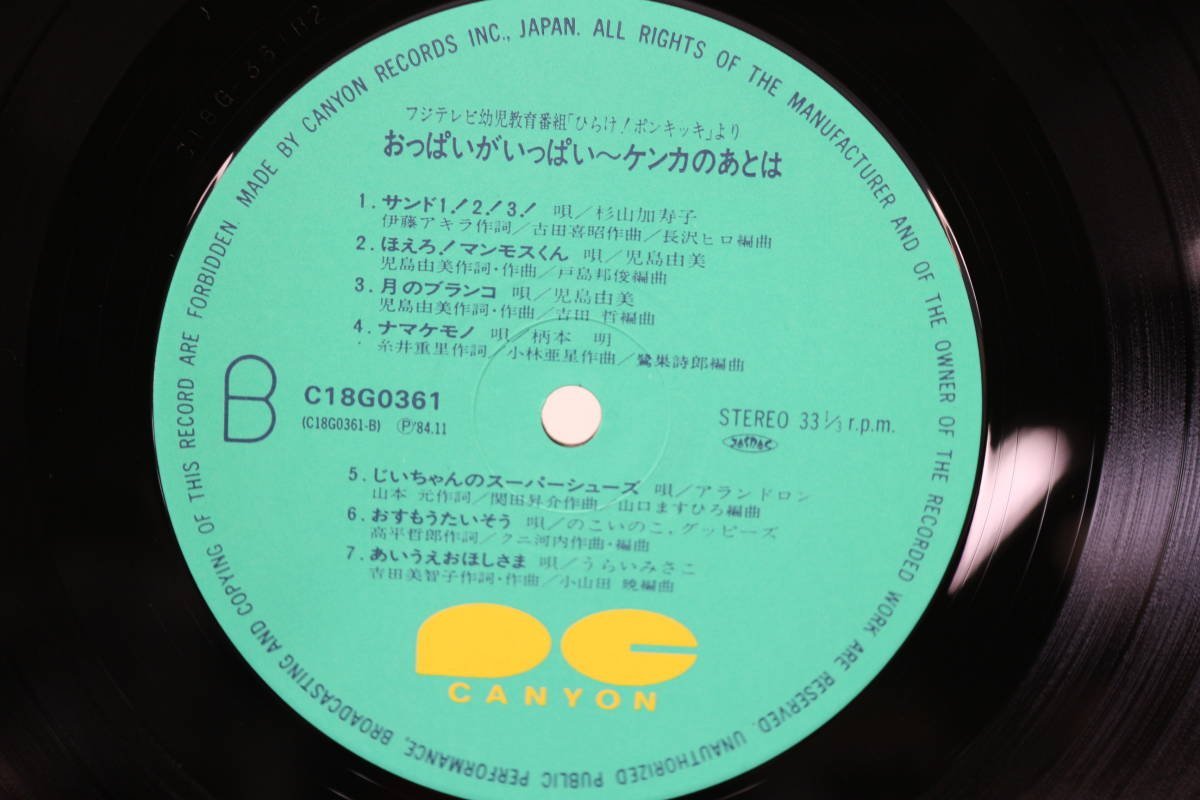 MADE BY CANYON RECORDS INC., JAPAN. ALL RIGHTS OF THE MANUFACTURER AND OF THE OWNER OF THE RECORDED WORK ARE RESERVED. UNAUTHORIZED PUBLIC PERFORMANCE, BROADCASTING AND COPYING OF THIS RECORD ARE FORBIDDEN.
フジテレビ幼児教育番組「ひらけ!ポンキッキ」より
おっぱいがいっぱい〜ケンカのあとは
1. サンド1!2!3! 唄/杉山加寿子
伊藤アキラ作詞/古田喜昭作曲/長沢ヒロ編曲
2. ほえろ!マンモスくん 唄/児島由美
児島由美作詞・作曲/戸島邦俊編曲
3. 月のブランコ 唄/児島由美
児島由美作詞・作曲/吉田 哲編曲
4. ナマケモノ 唄/柄本 明
糸井重里作詞/小林亜星作曲/鷺巣詩郎編曲
B
C18G0361
(C18G0361-B) Ⓟ'84.11
STEREO 33 1/3 r.p.m.
JASRAC
5. じいちゃんのスーパーシューズ 唄/アランドロン
山本 元作詞/関田昇介作曲/山口ますひろ編曲
6. おすもうたいそう 唄/のこいのこ, グッピーズ
高平哲郎作詞/クニ河内作曲・編曲
7. あいうえおほしさま 唄/うらいみさこ
吉田美智子作詞・作曲/小山田 暁編曲
PC
CANYON